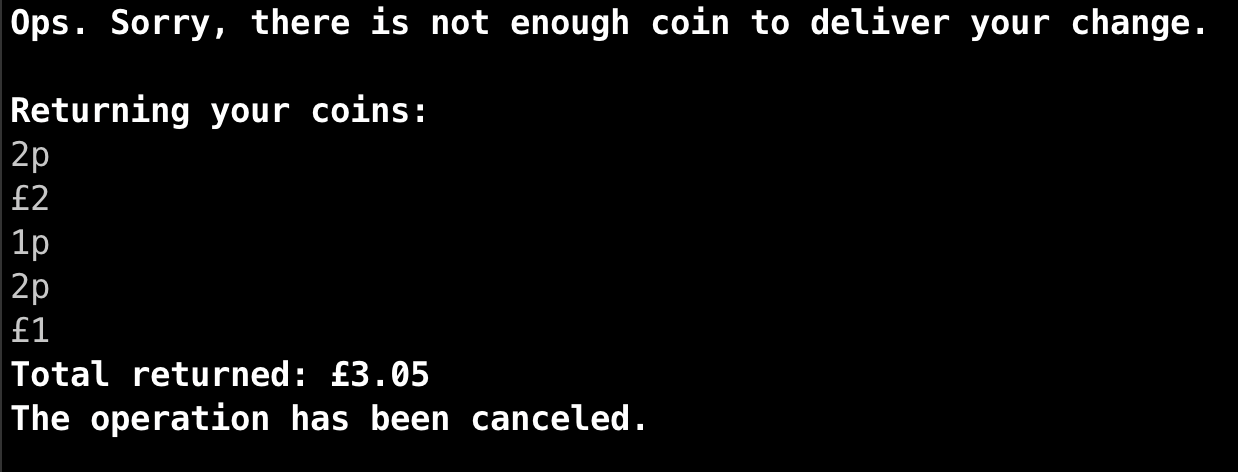 Ops. Sorry, there is not enough coin to deliver your change.
Returning your coins:
2p
£2
1p
2p
£1
Total returned: £3.05
The operation has been canceled.